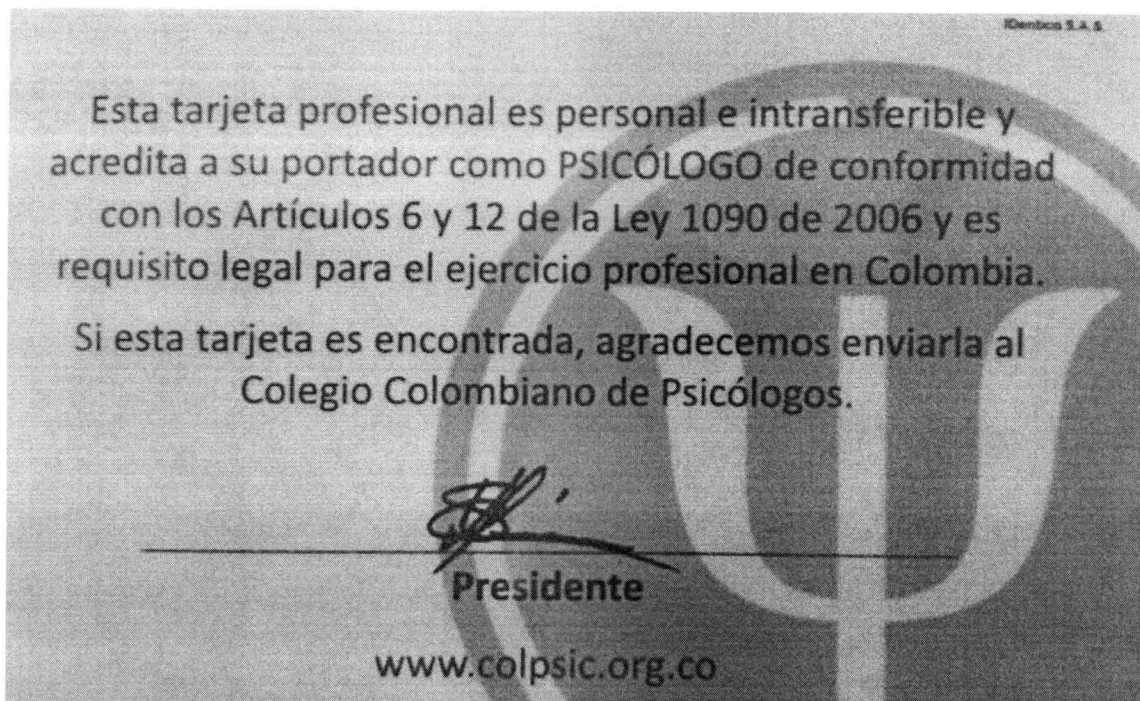 IDentica S.A.S.
Esta tarjeta profesional es personal e intransferible y
acredita a su portador como PSICÓLOGO de conformidad
con los Artículos 6 y 12 de la Ley 1090 de 2006 y es
requisito legal para el ejercicio profesional en Colombia.
Si esta tarjeta es encontrada, agradecemos enviarla al
Colegio Colombiano de Psicólogos.
Presidente
www.colpsic.org.co